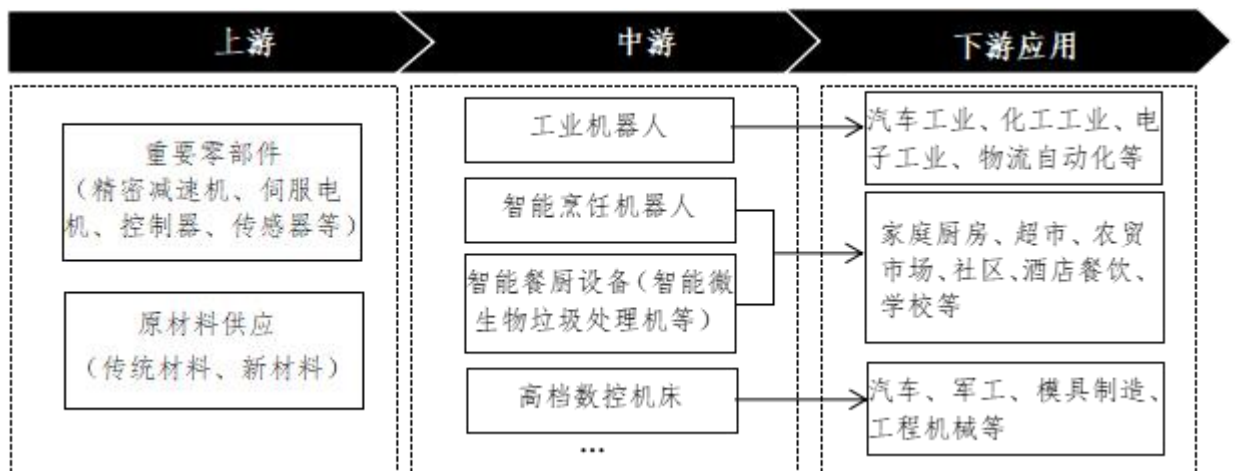 上游
中游
下游应用
重要零部件
（精密减速机、伺服电
机、控制器、传感器等）
原材料供应
（传统材料、新材料）
工业机器人
智能烹饪机器人
智能餐厨设备（智能微
生物垃圾处理机等）
高档数控机床
...
汽车工业、化工工业、电
子工业、物流自动化等
家庭厨房、超市、农贸
市场、社区、酒店餐饮、
学校等
汽车、军工、模具制造、
工程机械等